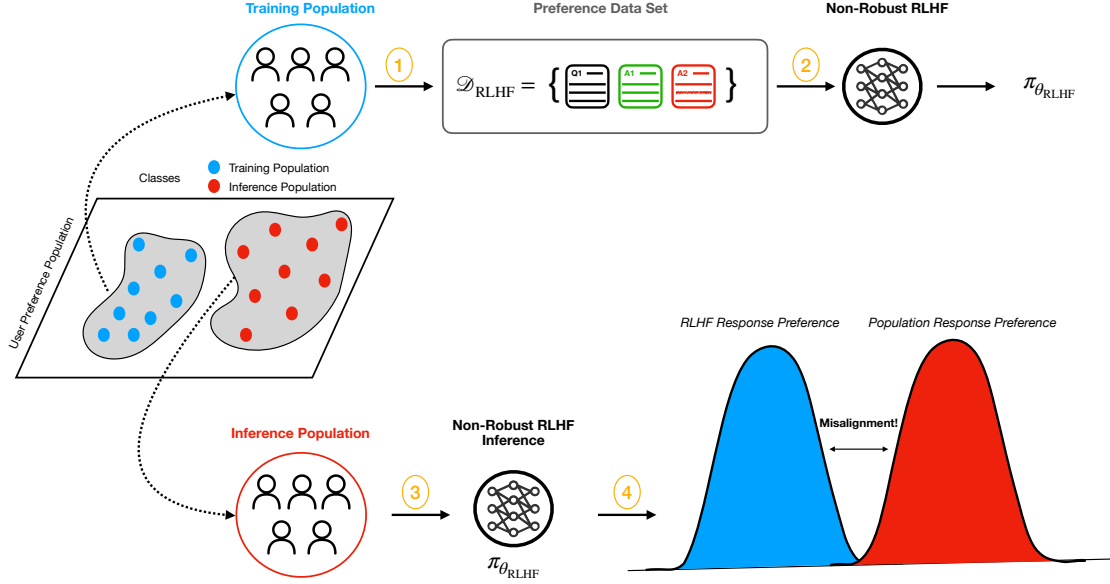 Training Population
Preference Data Set
Non-Robust RLHF
1
𝒟RLHF = { Q1 A1 A2 }
2
πθRLHF
Classes
Training Population
Inference Population
User Preference Population
RLHF Response Preference
Population Response Preference
Misalignment!
Inference Population
Non-Robust RLHF
Inference
3
4
πθRLHF